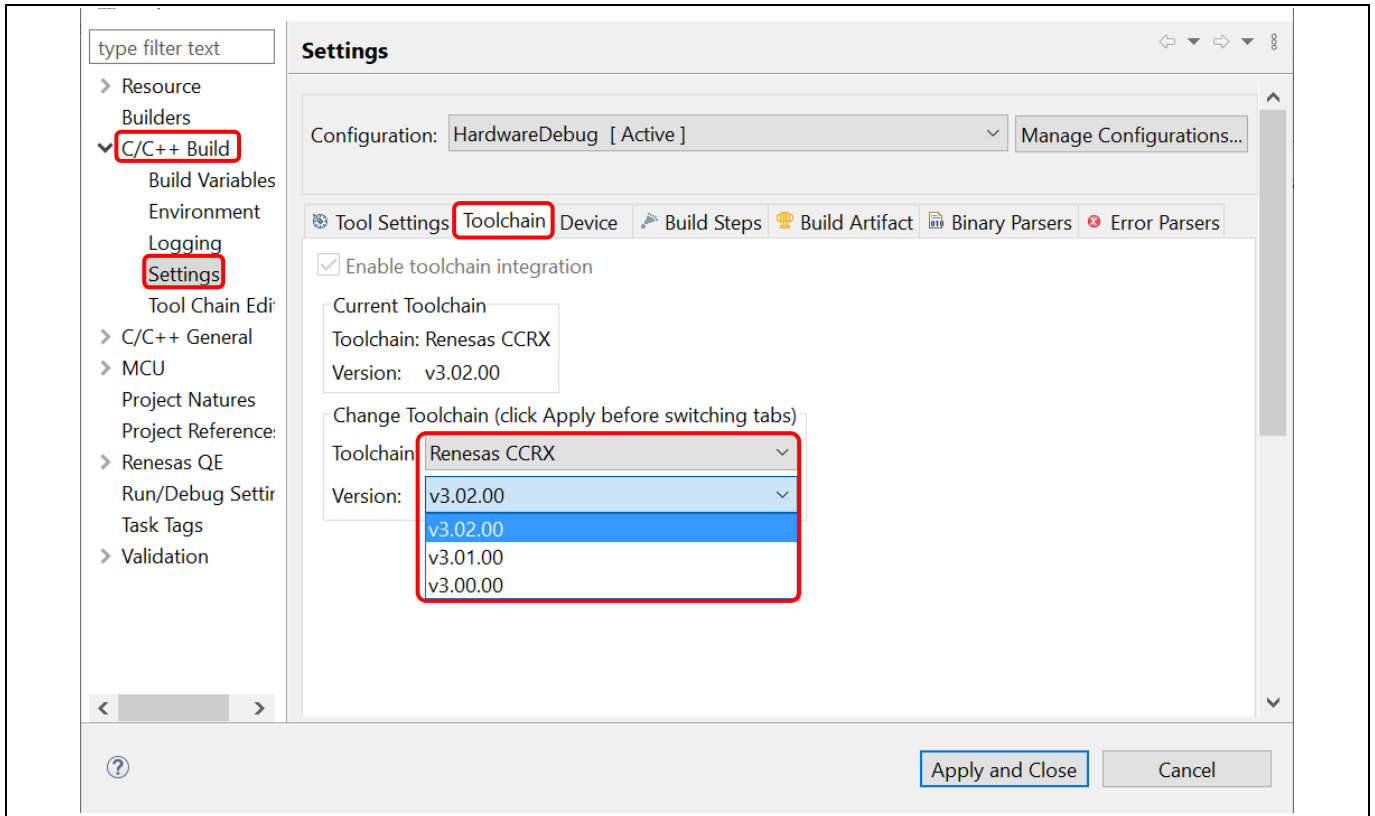 type filter text
Resource
Builders
C/C++ Build
Build Variables
Environment
Logging
Settings
Tool Chain Edi
C/C++ General
MCU
Project Natures
Project Reference
Renesas QE
Run/Debug Settin
Task Tags
Validation
Settings
Configuration: HardwareDebug [ Active ] Manage Configurations...
Tool Settings Toolchain Device Build Steps Build Artifact Binary Parsers Error Parsers
Enable toolchain integration
Current Toolchain
Toolchain: Renesas CCRX
Version: v3.02.00
Change Toolchain (click Apply before switching tabs)
Toolchain Renesas CCRX
Version: v3.02.00
v3.02.00
v3.01.00
v3.00.00
Apply and Close Cancel